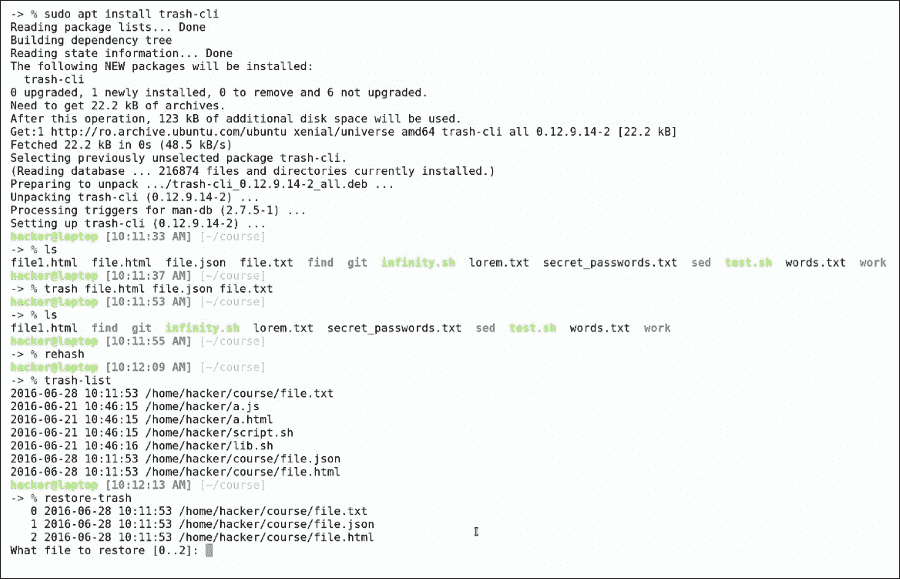 -> % sudo apt install trash-cli
Reading package lists... Done
Building dependency tree
Reading state information... Done
The following NEW packages will be installed:
  trash-cli
0 upgraded, 1 newly installed, 0 to remove and 6 not upgraded.
Need to get 22.2 kB of archives.
After this operation, 123 kB of additional disk space will be used.
Get:1 http://ro.archive.ubuntu.com/ubuntu xenial/universe amd64 trash-cli all 0.12.9.14-2 [22.2 kB]
Fetched 22.2 kB in 0s (48.5 kB/s)
Selecting previously unselected package trash-cli.
(Reading database ... 216874 files and directories currently installed.)
Preparing to unpack .../trash-cli_0.12.9.14-2_all.deb ...
Unpacking trash-cli (0.12.9.14-2) ...
Processing triggers for man-db (2.7.5-1) ...
Setting up trash-cli (0.12.9.14-2) ...
hacker@laptop [10:11:33 AM] [~/course]
-> % ls
file1.html  file.html  file.json  file.txt  find  git  infinity.sh  lorem.txt  secret_passwords.txt  sed  test.sh  words.txt  work
hacker@laptop [10:11:37 AM] [~/course]
-> % trash file.html file.json file.txt
hacker@laptop [10:11:53 AM] [~/course]
-> % ls
file1.html  find  git  infinity.sh  lorem.txt  secret_passwords.txt  sed  test.sh  words.txt  work
hacker@laptop [10:11:55 AM] [~/course]
-> % rehash
hacker@laptop [10:12:09 AM] [~/course]
-> % trash-list
2016-06-28 10:11:53 /home/hacker/course/file.txt
2016-06-21 10:46:15 /home/hacker/a.js
2016-06-21 10:46:15 /home/hacker/a.html
2016-06-21 10:46:15 /home/hacker/script.sh
2016-06-21 10:46:16 /home/hacker/lib.sh
2016-06-28 10:11:53 /home/hacker/course/file.json
2016-06-28 10:11:53 /home/hacker/course/file.html
hacker@laptop [10:12:13 AM] [~/course]
-> % restore-trash
   0 2016-06-28 10:11:53 /home/hacker/course/file.txt
   1 2016-06-28 10:11:53 /home/hacker/course/file.json
   2 2016-06-28 10:11:53 /home/hacker/course/file.html
What file to restore [0..2]: